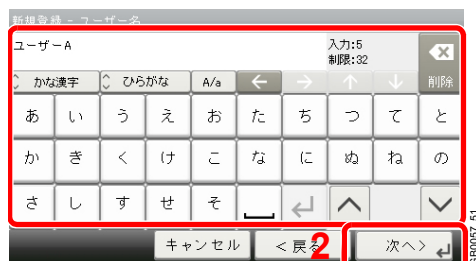 新規登録 - ユーザー名
ユーザーA 入力:5
制限:32
かな漢字 ひらがな A/a ← → ↑ ↓ 削除
あ い う え お た ち つ て と
か き く け こ な に ぬ ね の
さ し す せ そ
キャンセル < 戻る 2 次へ >